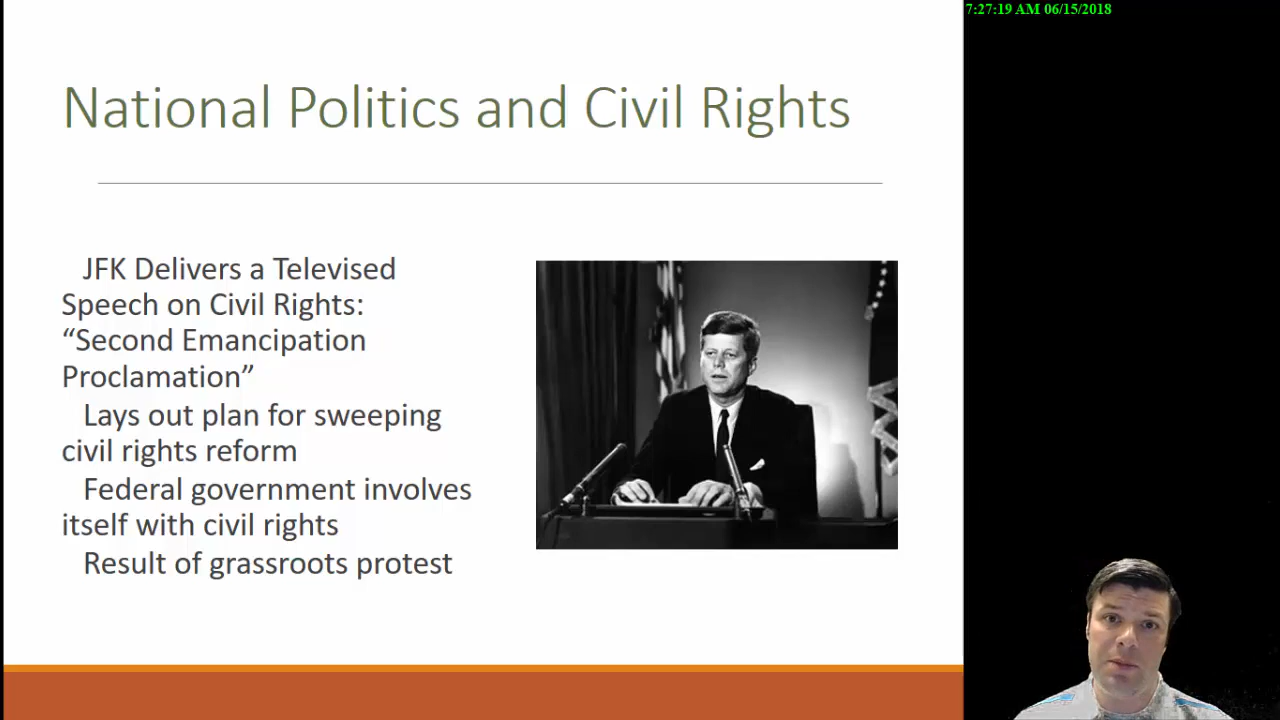 7:27:19 AM 06/15/2018
National Politics and Civil Rights
JFK Delivers a Televised
Speech on Civil Rights:
“Second Emancipation
Proclamation”
Lays out plan for sweeping
civil rights reform
Federal government involves
itself with civil rights
Result of grassroots protest